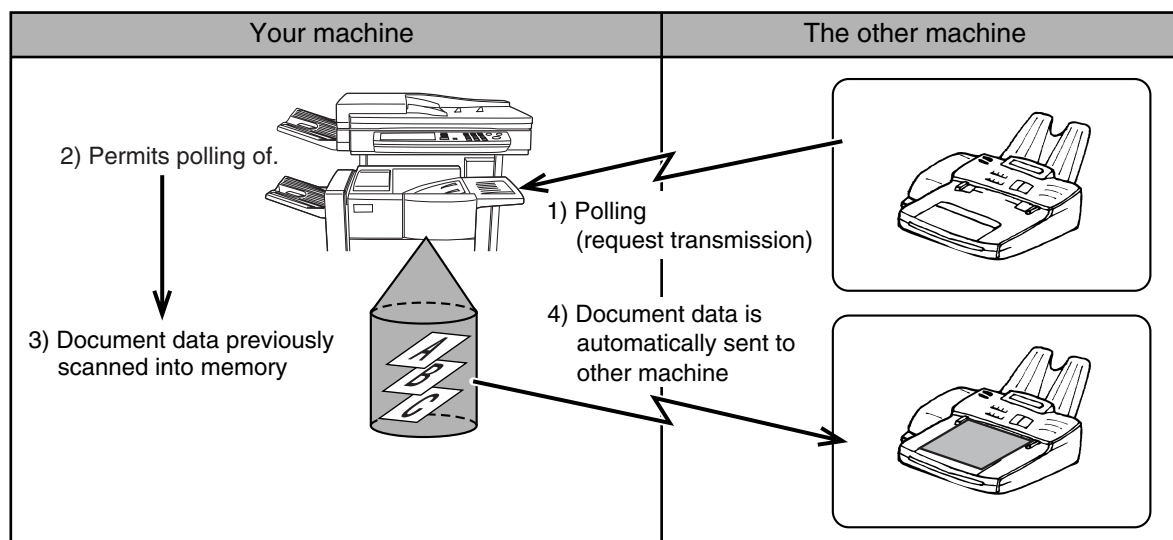 Your machine
The other machine
2) Permits polling of.
1) Polling
(request transmission)
3) Document data previously
scanned into memory
4) Document data is
automatically sent to
other machine
A
B
C